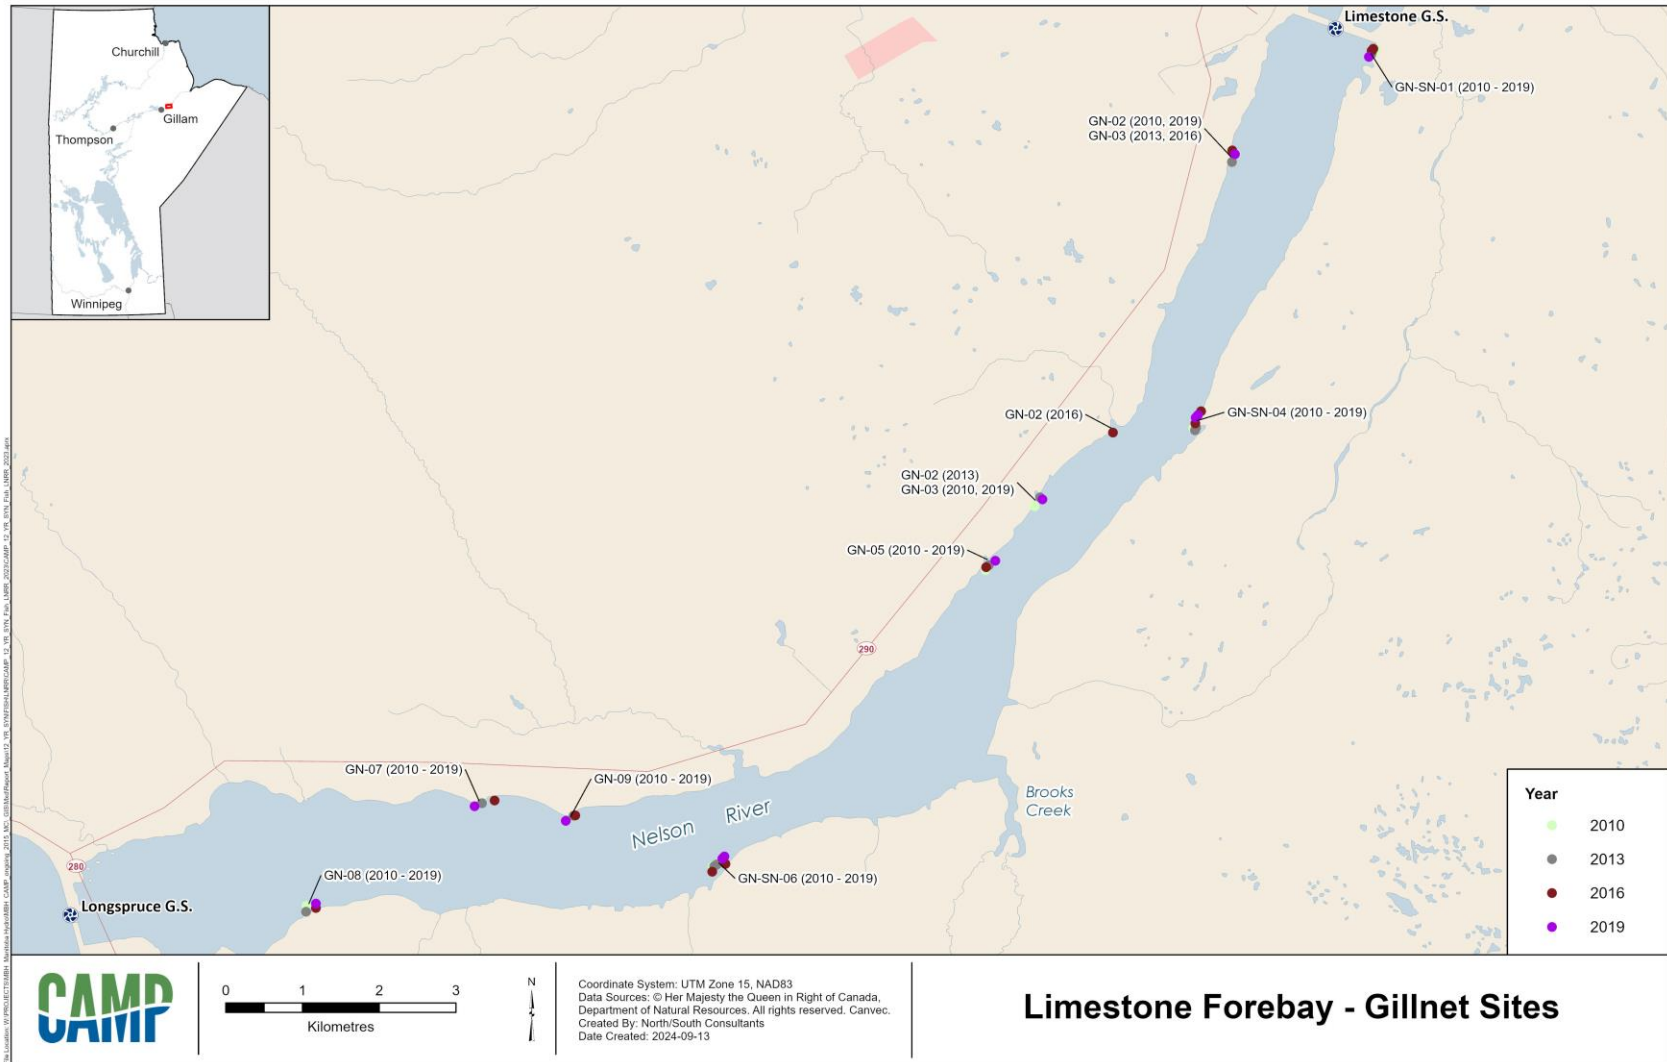 Limestone G.S.
Churchill
GN-SN-01 (2010 - 2019)
Gillam
GN-02 (2010, 2019)
GN-03 (2013, 2016)
Thompson
Winnipeg
GN-02 (2016)
GN-SN-04 (2010 - 2019)
GN-02 (2013)
GN-03 (2010, 2019)
GN-05 (2010 - 2019)
290
GN-07 (2010 - 2019)
GN-09 (2010 - 2019)
Brooks
Creek
Nelson River
280
GN-08 (2010 - 2019)
GN-SN-06 (2010 - 2019)
Longspruce G.S.
Year
2010
2013
2016
2019
CAMP
0 1 2 3
Kilometres
N
Coordinate System: UTM Zone 15, NAD83
Data Sources: © Her Majesty the Queen in Right of Canada,
Department of Natural Resources. All rights reserved. Canvec.
Created By: North/South Consultants
Date Created: 2024-09-13
Limestone Forebay - Gillnet Sites